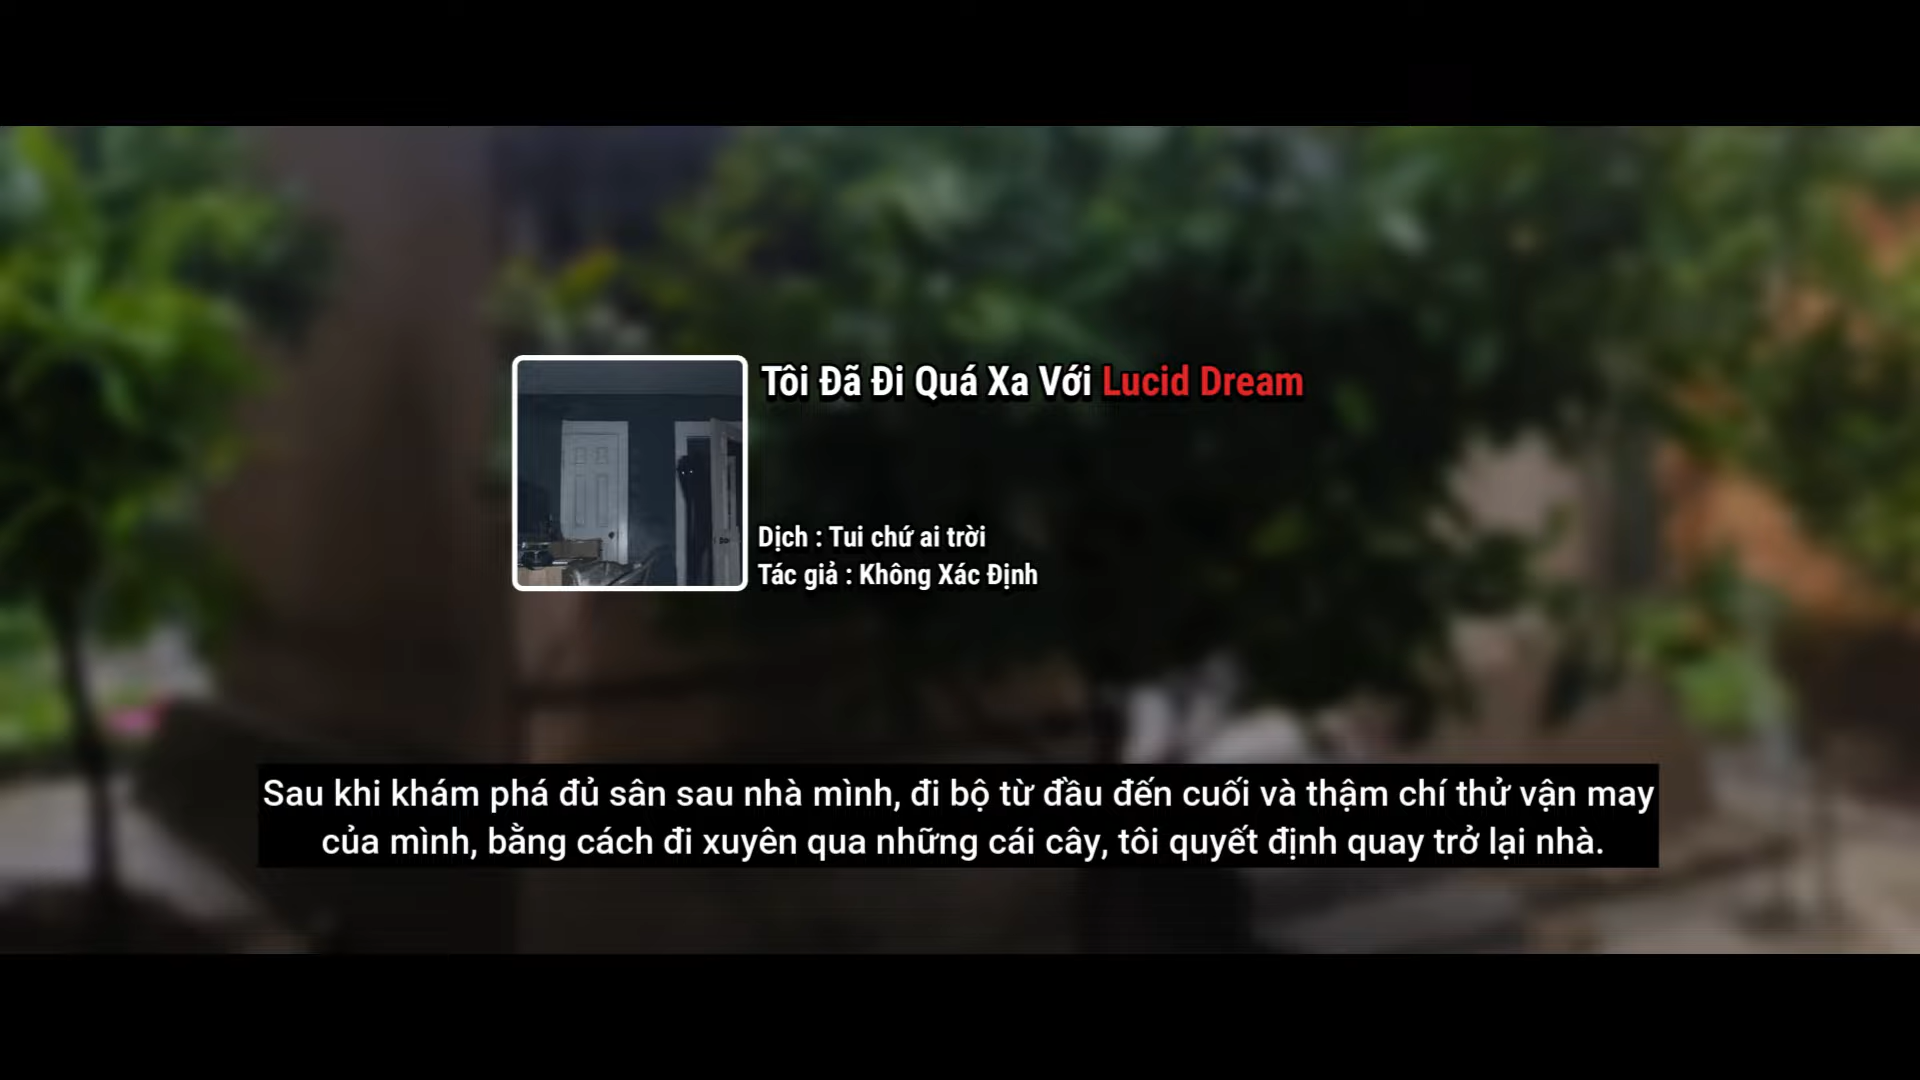 Tôi Đã Đi Quá Xa Với Lucid Dream
Dịch : Tui chứ ai trời
Tác giả : Không Xác Định
Sau khi khám phá đủ sân sau nhà mình, đi bộ từ đầu đến cuối và thậm chí thử vận may
của mình, bằng cách đi xuyên qua những cái cây, tôi quyết định quay trở lại nhà.